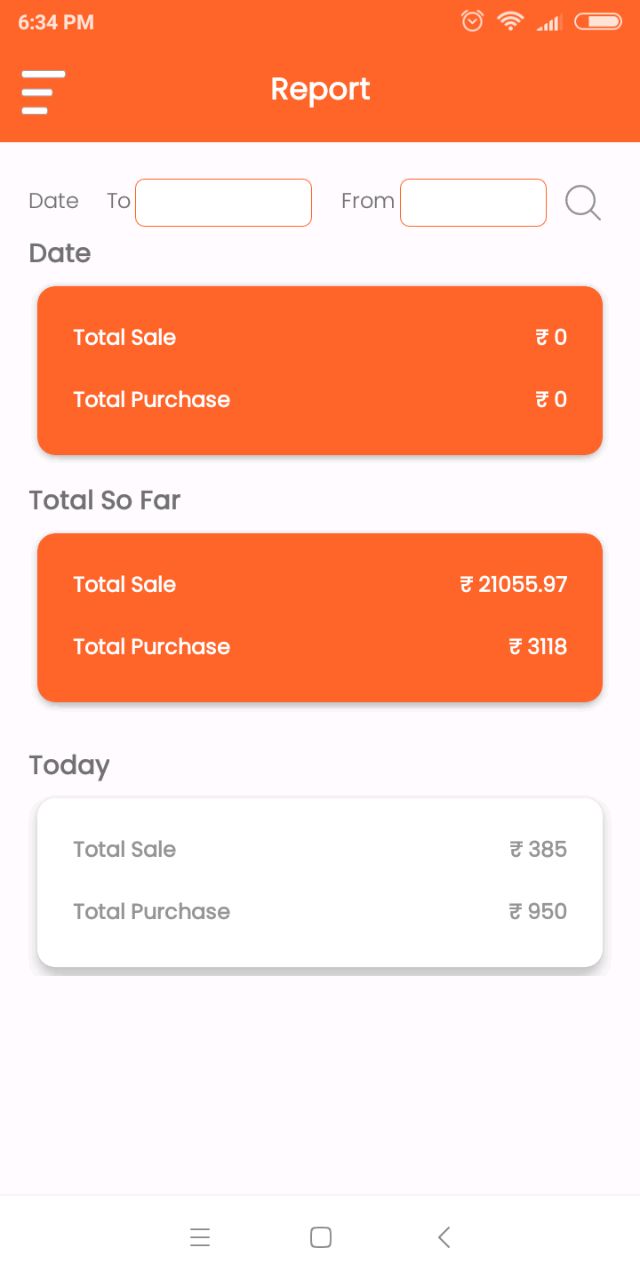 6:34 PM
Report
Date To From
Date
Total Sale ₹ 0
Total Purchase ₹ 0
Total So Far
Total Sale ₹ 21055.97
Total Purchase ₹ 3118
Today
Total Sale ₹ 385
Total Purchase ₹ 950